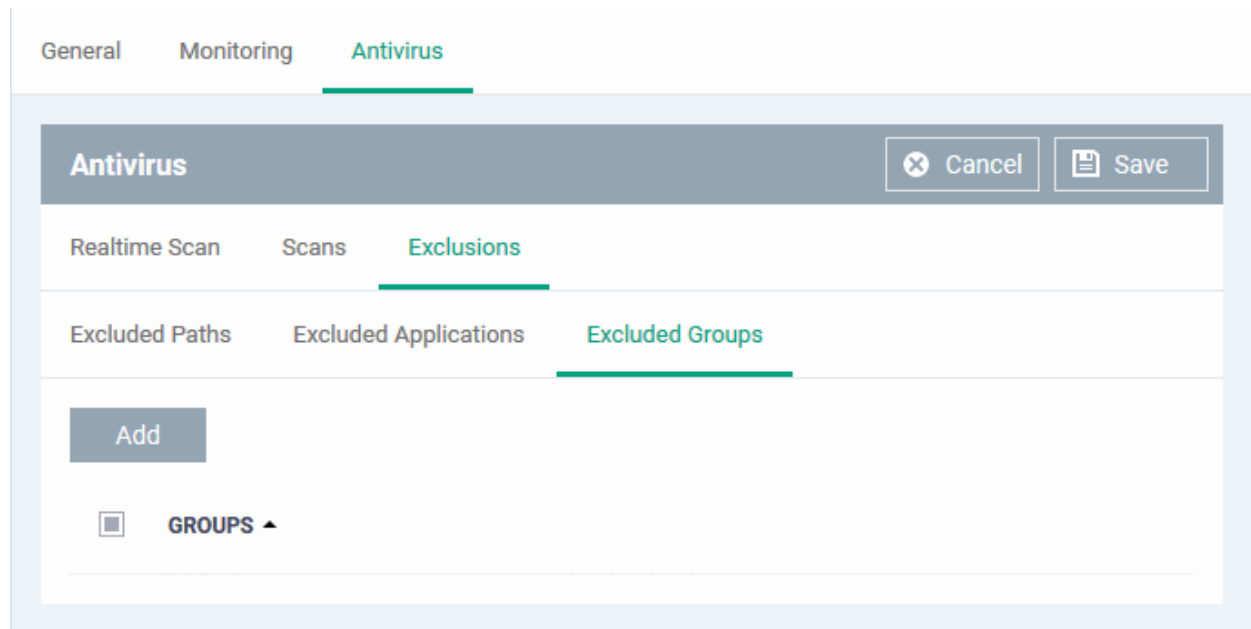 General Monitoring Antivirus
Antivirus Cancel Save
Realtime Scan Scans Exclusions
Excluded Paths Excluded Applications Excluded Groups
Add
GROUPS